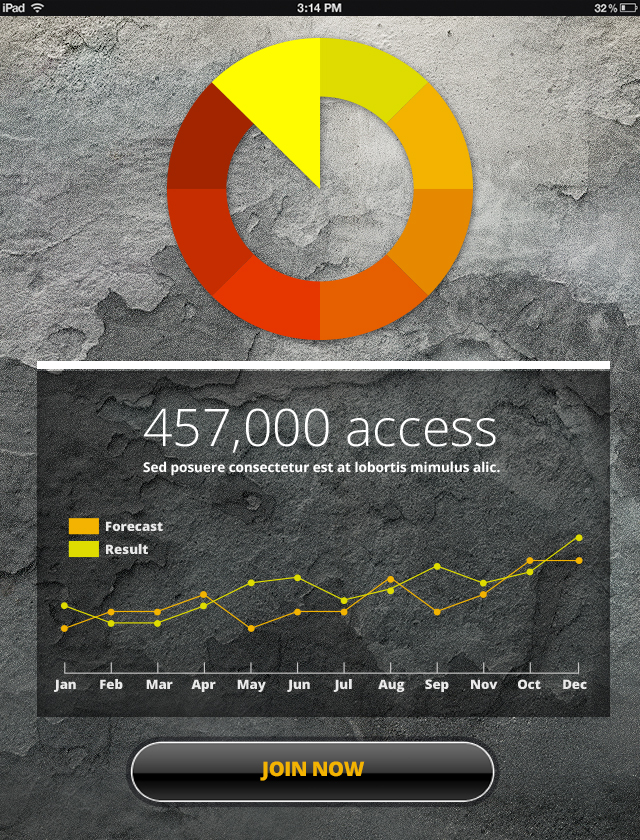 iPad 3:14 PM 32 %
457,000 access
Sed posuere consectetur est at lobortis mimulus alic.
Forecast
Result
Jan Feb Mar Apr May Jun Jul Aug Sep Nov Oct Dec
JOIN NOW